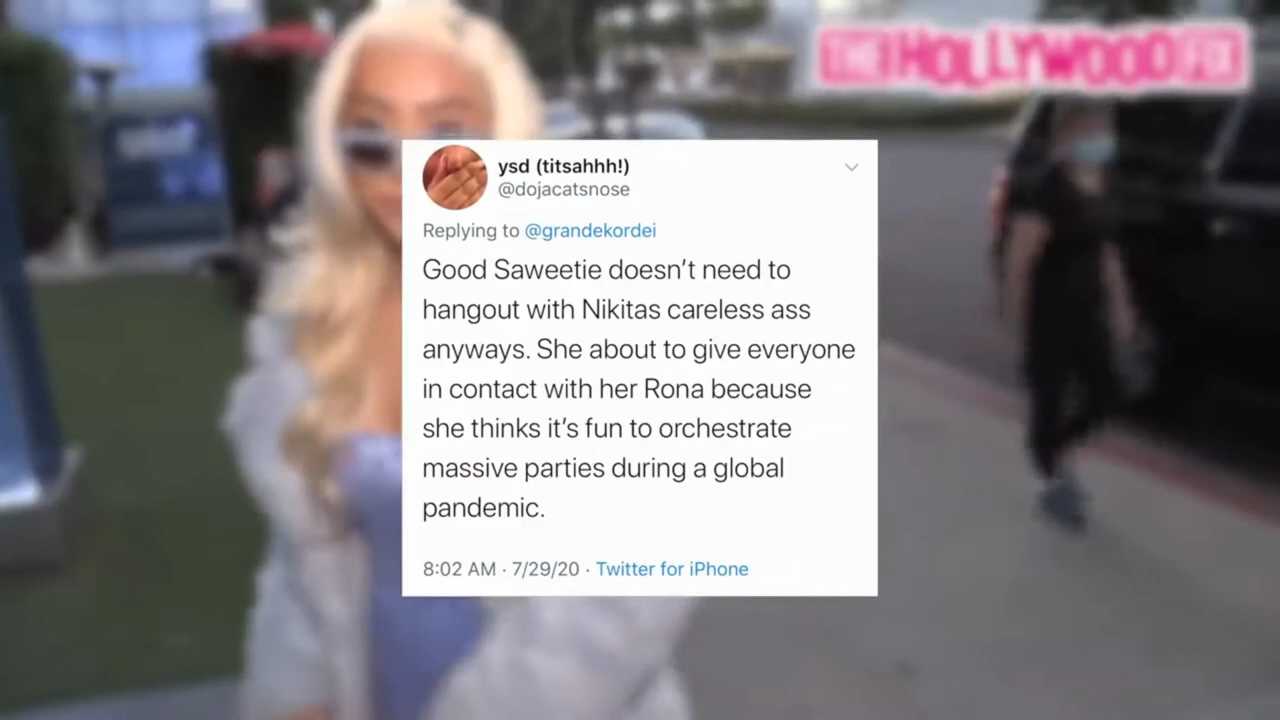 THE HOLLYWOOD FIX
ysd (titsahhh!)
@dojacatsnose
Replying to @grandekordei
Good Saweetie doesn’t need to
hangout with Nikitas careless ass
anyways. She about to give everyone
in contact with her Rona because
she thinks it’s fun to orchestrate
massive parties during a global
pandemic.
8:02 AM · 7/29/20 · Twitter for iPhone